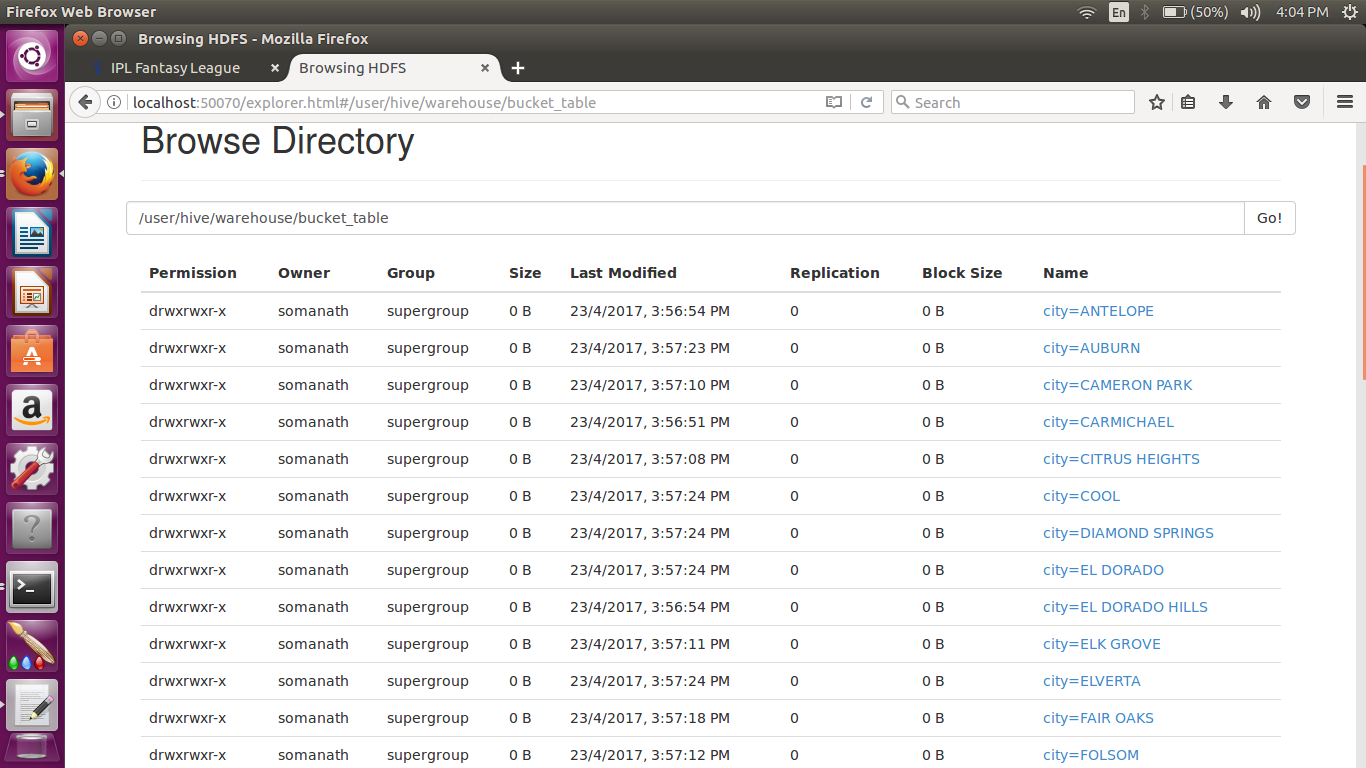 Firefox Web Browser En (50%) 4:04 PM
Browsing HDFS - Mozilla Firefox
IPL Fantasy League Browsing HDFS
localhost:50070/explorer.html#/user/hive/warehouse/bucket_table Search
Browse Directory
/user/hive/warehouse/bucket_table Go!
Permission Owner Group Size Last Modified Replication Block Size Name
drwxrwxr-x somanath supergroup 0 B 23/4/2017, 3:56:54 PM 0 0 B city=ANTELOPE
drwxrwxr-x somanath supergroup 0 B 23/4/2017, 3:57:23 PM 0 0 B city=AUBURN
drwxrwxr-x somanath supergroup 0 B 23/4/2017, 3:57:10 PM 0 0 B city=CAMERON PARK
drwxrwxr-x somanath supergroup 0 B 23/4/2017, 3:56:51 PM 0 0 B city=CARMICHAEL
drwxrwxr-x somanath supergroup 0 B 23/4/2017, 3:57:08 PM 0 0 B city=CITRUS HEIGHTS
drwxrwxr-x somanath supergroup 0 B 23/4/2017, 3:57:24 PM 0 0 B city=COOL
drwxrwxr-x somanath supergroup 0 B 23/4/2017, 3:57:24 PM 0 0 B city=DIAMOND SPRINGS
drwxrwxr-x somanath supergroup 0 B 23/4/2017, 3:57:24 PM 0 0 B city=EL DORADO
drwxrwxr-x somanath supergroup 0 B 23/4/2017, 3:56:54 PM 0 0 B city=EL DORADO HILLS
drwxrwxr-x somanath supergroup 0 B 23/4/2017, 3:57:11 PM 0 0 B city=ELK GROVE
drwxrwxr-x somanath supergroup 0 B 23/4/2017, 3:57:24 PM 0 0 B city=ELVERTA
drwxrwxr-x somanath supergroup 0 B 23/4/2017, 3:57:18 PM 0 0 B city=FAIR OAKS
drwxrwxr-x somanath supergroup 0 B 23/4/2017, 3:57:12 PM 0 0 B city=FOLSOM